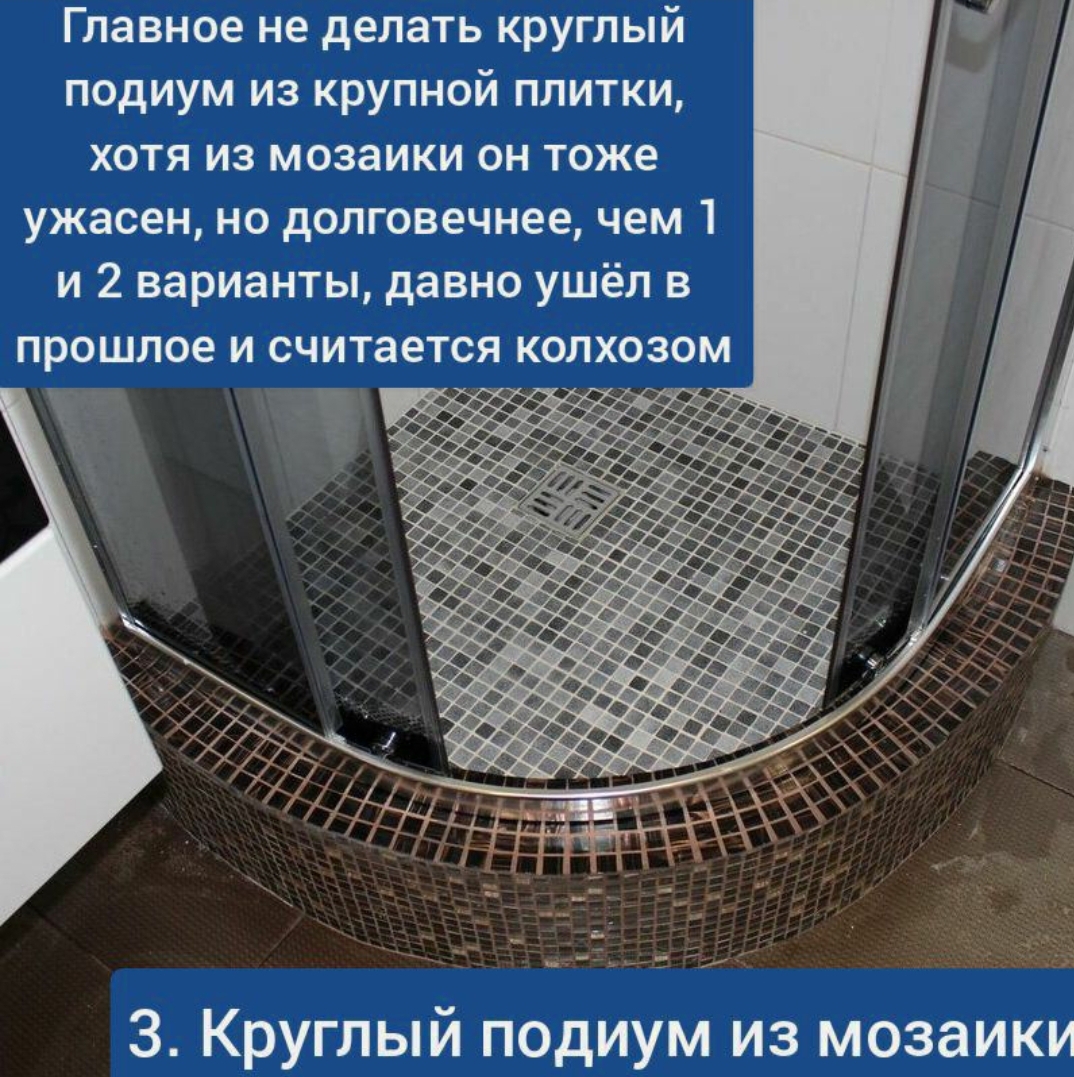 Главное не делать круглый
подиум из крупной плитки,
хотя из мозаики он тоже
ужасен, но долговечнее, чем 1
и 2 варианты, давно ушёл в
прошлое и считается колхозом
3. Круглый подиум из мозаики